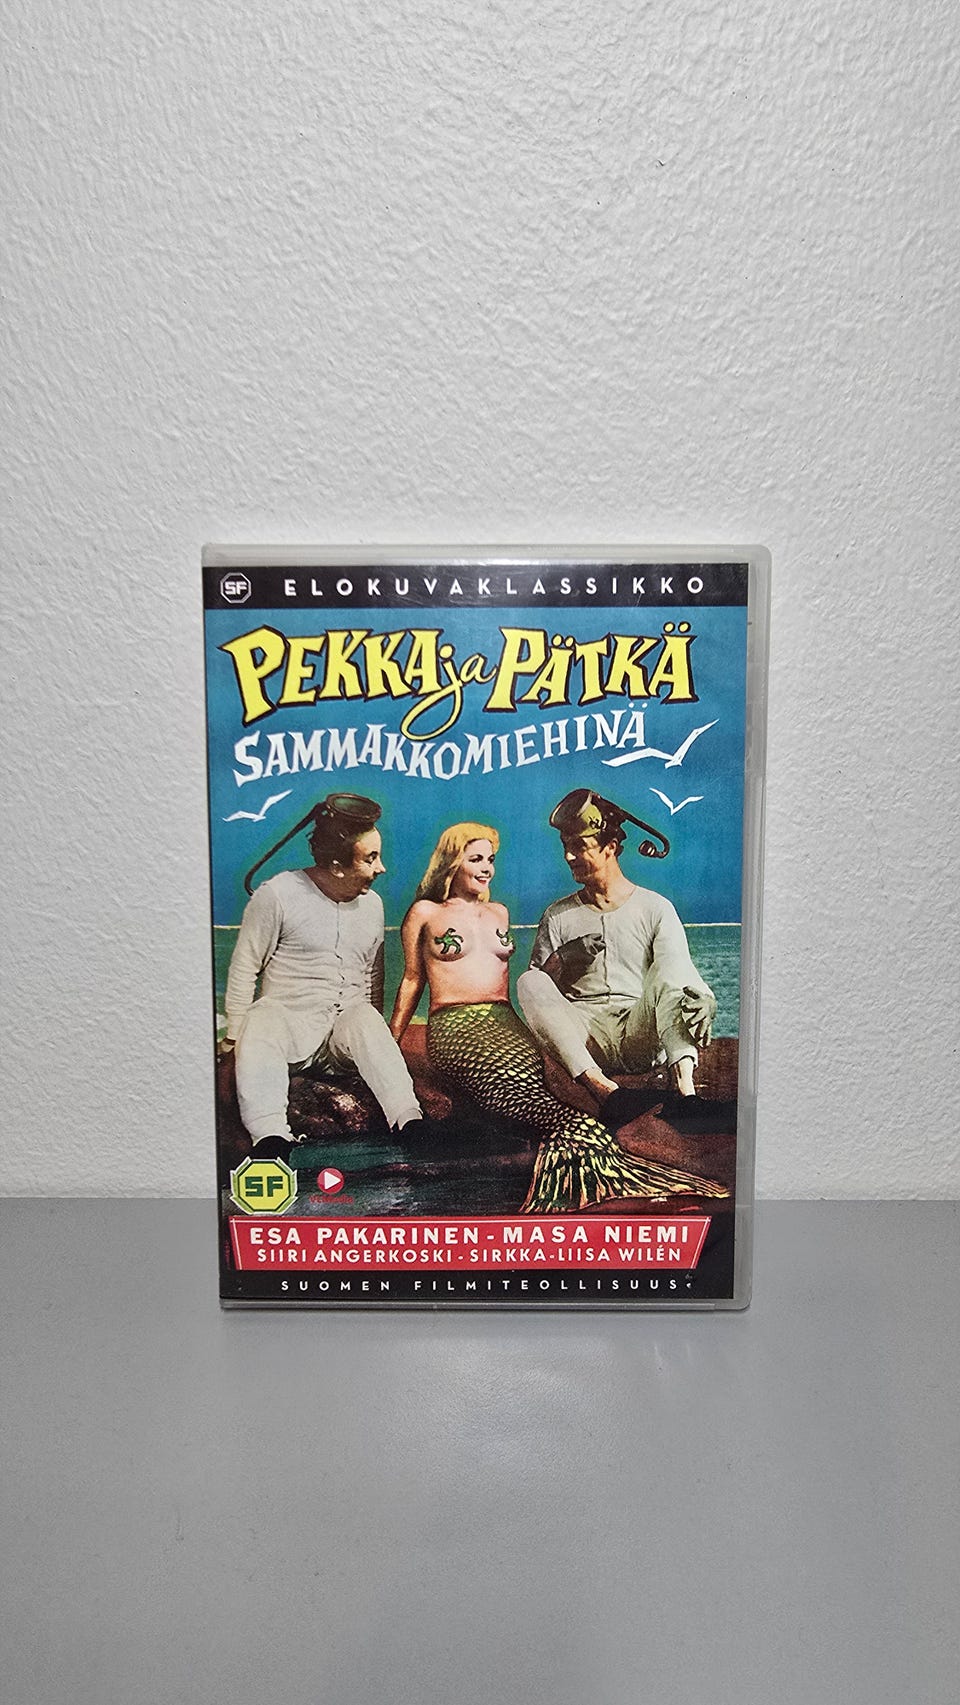 SF ELOKUVAKLASSIKKO
PEKKA ja PÄTKÄ
SAMMAKKOMIEHINÄ
SF
ESA PAKARINEN - MASA NIEMI
SIIRI ANGERKOSKI - SIRKKA-LIISA WILÉN
SUOMEN FILMITEOLLISUUS